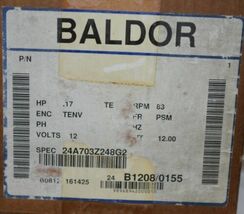 BALDOR
P/N 1
HP .17 TE RPM 83
ENC TENV FR PSM
PH HZ
VOLTS 12 12.00
SPEC 24A703Z248G2
00812 161425 24 B1208/0155